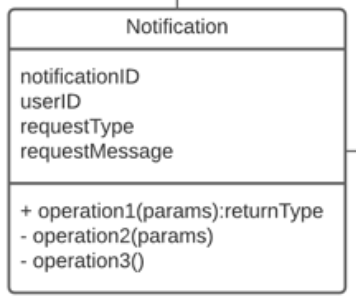 Notification
notificationID
userID
requestType
requestMessage
+ operation1(params):returnType
- operation2(params)
- operation3()